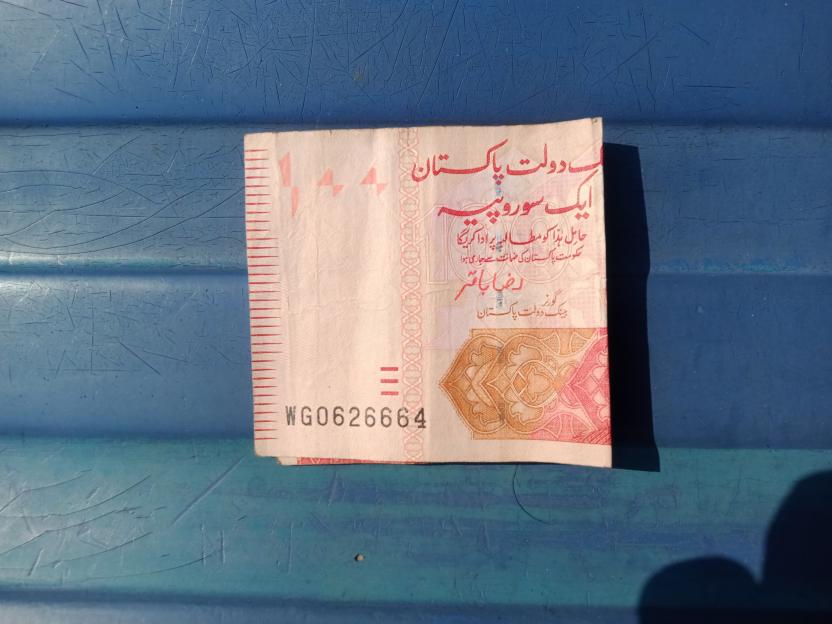 دولت پاکستان
ایک سو روپیہ
حامل ہٰذا کو مطالبہ پر ادا کریگا
حکومت پاکستان کی ضمانت سے جاری ہوا
رضا باقر
گورنر
بینک دولت پاکستان
WG0626664